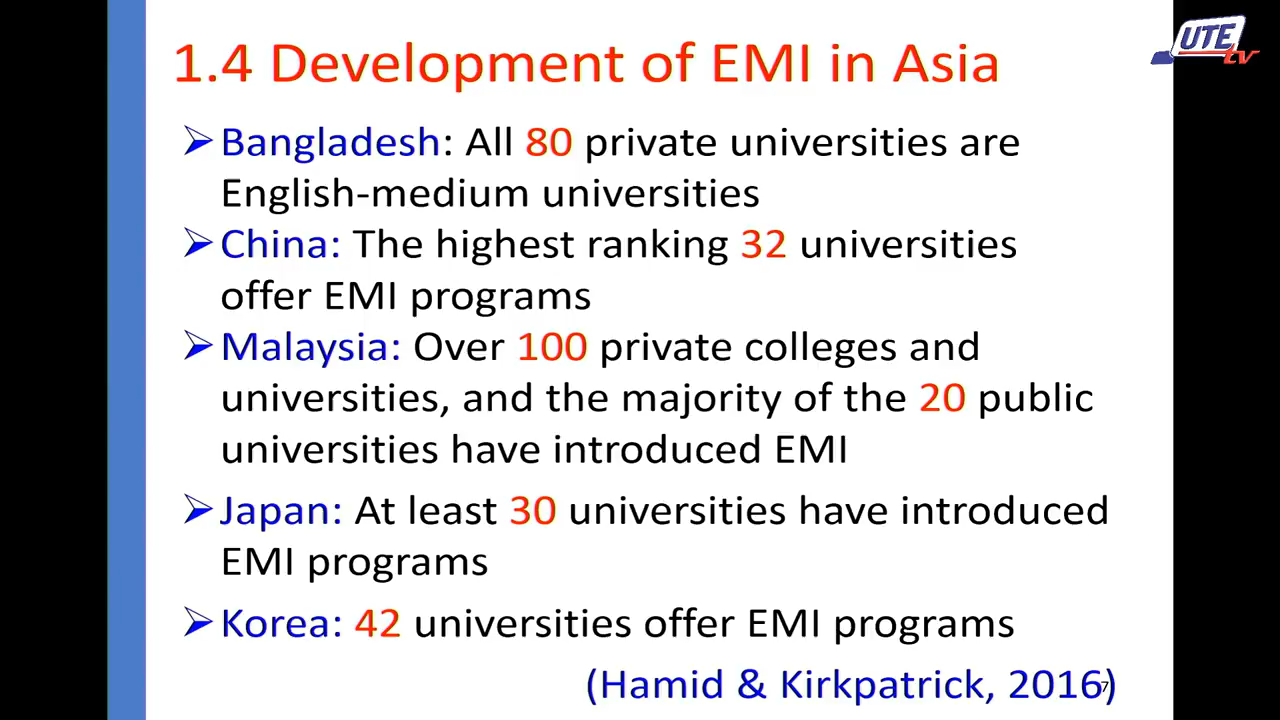 UTE
TV
1.4 Development of EMI in Asia
➢Bangladesh: All 80 private universities are
English-medium universities
➢China: The highest ranking 32 universities
offer EMI programs
➢Malaysia: Over 100 private colleges and
universities, and the majority of the 20 public
universities have introduced EMI
➢Japan: At least 30 universities have introduced
EMI programs
➢Korea: 42 universities offer EMI programs
(Hamid & Kirkpatrick, 2016)
7